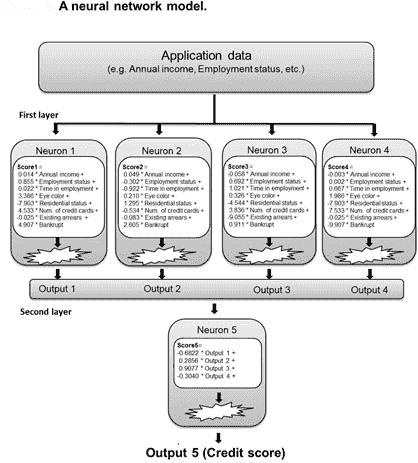 A neural network model.
Application data
(e.g. Annual income, Employment status, etc.)
First layer
Neuron 1
Score1=
0.014 * Annual income +
0.855 * Employment status +
0.022 * Time in employment +
3.386 * Eye color +
-7.903 * Residential status +
4.533 * Num. of credit cards +
-0.025 * Existing arrears +
4.907 * Bankrupt
Neuron 2
Score2=
0.049 * Annual income +
-0.302 * Employment status +
-0.922 * Time in employment +
0.210 * Eye color +
1.295 * Residential status +
-0.534 * Num. of credit cards +
-0.083 * Existing arrears +
2.605 * Bankrupt
Neuron 3
Score3=
-0.058 * Annual income +
0.692 * Employment status +
1.021 * Time in employment +
0.326 * Eye color +
-4.544 * Residential status +
3.836 * Num. of credit cards +
-9.055 * Existing arrears +
0.911 * Bankrupt
Neuron 4
Score4=
-0.003 * Annual income +
0.002 * Employment status +
0.667 * Time in employment +
1.986 * Eye color +
-7.903 * Residential status +
7.533 * Num. of credit cards +
-0.025 * Existing arrears +
-9.907 * Bankrupt
Output 1
Output 2
Output 3
Output 4
Second layer
Neuron 5
Score5=
-0.6822 * Output 1 +
0.2856 * Output 2 +
0.9077 * Output 3 +
-0.3040 * Output 4 +
Output 5 (Credit score)